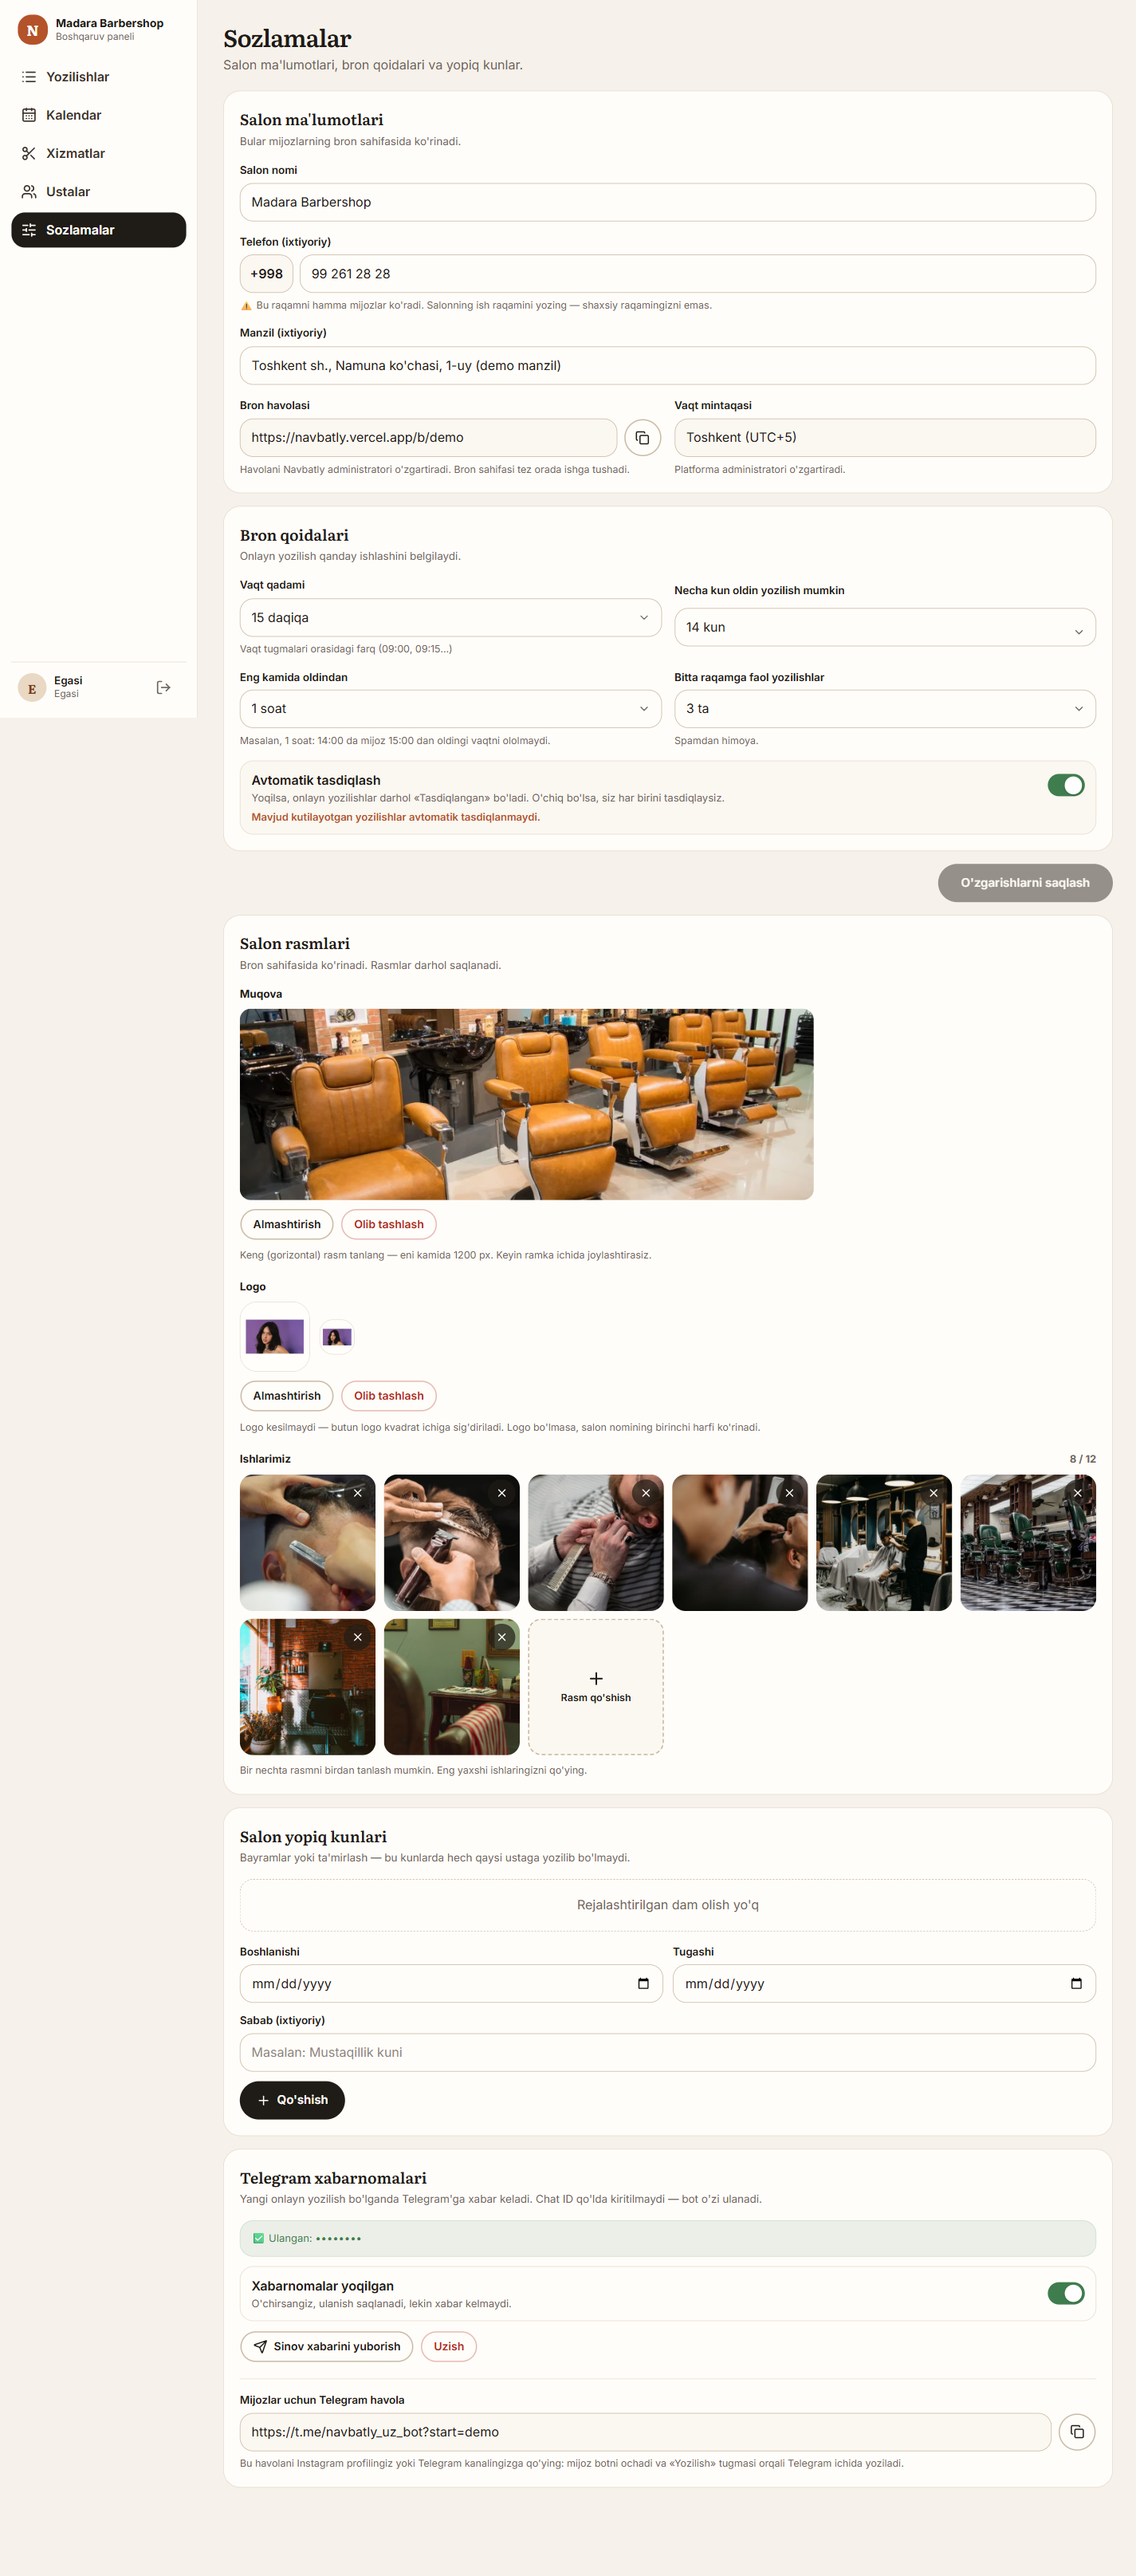 N
Madara Barbershop
Boshqaruv paneli
Yozilishlar
Kalendar
Xizmatlar
Ustalar
Sozlamalar
E
Egasi
Egasi
Sozlamalar
Salon ma'lumotlari, bron qoidalari va yopiq kunlar.
Salon ma'lumotlari
Bular mijozlarning bron sahifasida ko'rinadi.
Salon nomi
Madara Barbershop
Telefon (ixtiyoriy)
+998 99 261 28 28
⚠️ Bu raqamni hamma mijozlar ko'radi. Salonning ish raqamini yozing — shaxsiy raqamingizni emas.
Manzil (ixtiyoriy)
Toshkent sh., Namuna ko'chasi, 1-uy (demo manzil)
Bron havolasi
https://navbatly.vercel.app/b/demo
Havolani Navbatly administratori o'zgartiradi. Bron sahifasi tez orada ishga tushadi.
Vaqt mintaqasi
Toshkent (UTC+5)
Platforma administratori o'zgartiradi.
Bron qoidalari
Onlayn yozilish qanday ishlashini belgilaydi.
Vaqt qadami
15 daqiqa
Vaqt tugmalari orasidagi farq (09:00, 09:15...)
Necha kun oldin yozilish mumkin
14 kun
Eng kamida oldindan
1 soat
Masalan, 1 soat: 14:00 da mijoz 15:00 dan oldingi vaqtni ololmaydi.
Bitta raqamga faol yozilishlar
3 ta
Spamdan himoya.
Avtomatik tasdiqlash
Yoqilsa, onlayn yozilishlar darhol «Tasdiqlangan» bo'ladi. O'chiq bo'lsa, siz har birini tasdiqlaysiz.
Mavjud kutilayotgan yozilishlar avtomatik tasdiqlanmaydi.
O'zgarishlarni saqlash
Salon rasmlari
Bron sahifasida ko'rinadi. Rasmlar darhol saqlanadi.
Muqova
Almashtirish
Olib tashlash
Keng (gorizontal) rasm tanlang — eni kamida 1200 px. Keyin ramka ichida joylashtirasiz.
Logo
Almashtirish
Olib tashlash
Logo kesilmaydi — butun logo kvadrat ichiga sig'diriladi. Logo bo'lmasa, salon nomining birinchi harfi ko'rinadi.
Ishlarimiz
8 / 12
Rasm qo'shish
Bir nechta rasmni birdan tanlash mumkin. Eng yaxshi ishlaringizni qo'ying.
Salon yopiq kunlari
Bayramlar yoki ta'mirlash — bu kunlarda hech qaysi ustaga yozilib bo'lmaydi.
Rejalashtirilgan dam olish yo'q
Boshlanishi
mm/dd/yyyy
Tugashi
mm/dd/yyyy
Sabab (ixtiyoriy)
Masalan: Mustaqillik kuni
Qo'shish
Telegram xabarnomalari
Yangi onlayn yozilish bo'lganda Telegram'ga xabar keladi. Chat ID qo'lda kiritilmaydi — bot o'zi ulanadi.
✅ Ulangan: ••••••••
Xabarnomalar yoqilgan
O'chirsangiz, ulanish saqlanadi, lekin xabar kelmaydi.
Sinov xabarini yuborish
Uzish
Mijozlar uchun Telegram havola
https://t.me/navbatly_uz_bot?start=demo
Bu havolani Instagram profilingiz yoki Telegram kanalingizga qo'ying: mijoz botni ochadi va «Yozilish» tugmasi orqali Telegram ichida yoziladi.